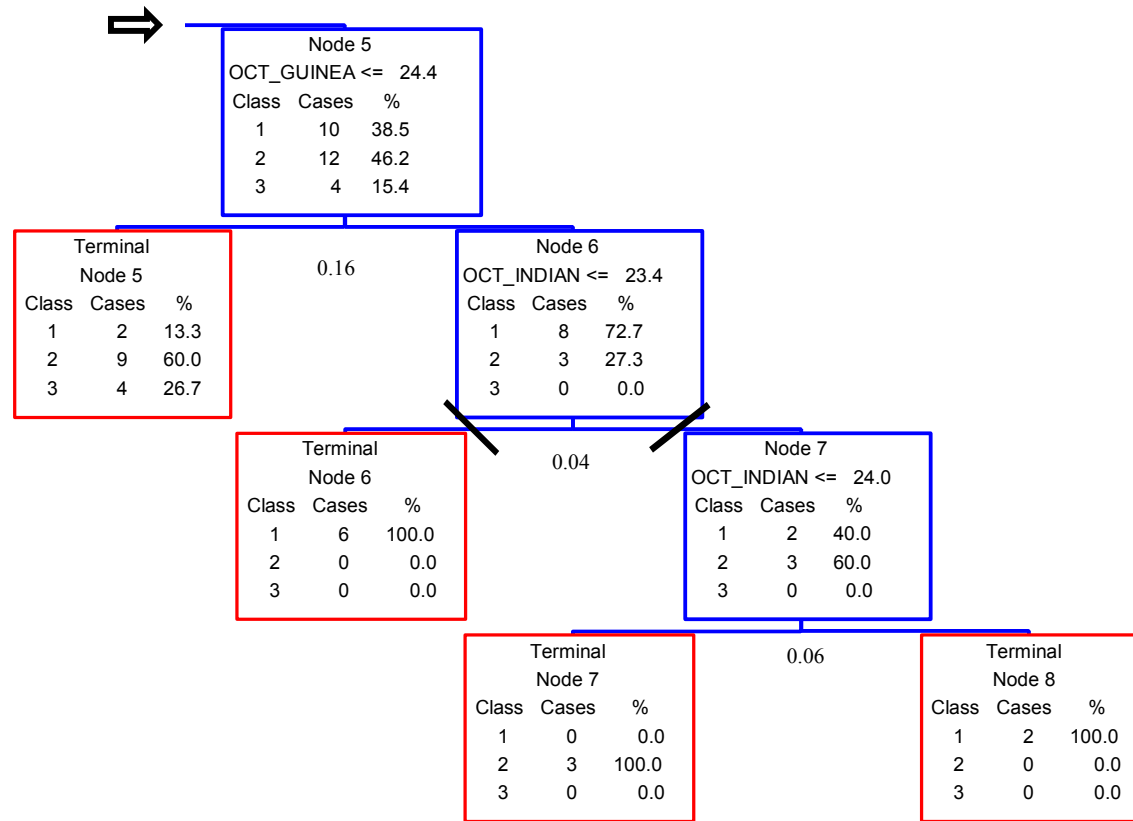 Node 5
OCT_GUINEA <= 24.4
Class Cases %
1 10 38.5
2 12 46.2
3 4 15.4
Terminal
Node 5
Class Cases %
1 2 13.3
2 9 60.0
3 4 26.7
0.16
Node 6
OCT_INDIAN <= 23.4
Class Cases %
1 8 72.7
2 3 27.3
3 0 0.0
Terminal
Node 6
Class Cases %
1 6 100.0
2 0 0.0
3 0 0.0
0.04
Node 7
OCT_INDIAN <= 24.0
Class Cases %
1 2 40.0
2 3 60.0
3 0 0.0
Terminal
Node 7
Class Cases %
1 0 0.0
2 3 100.0
3 0 0.0
0.06
Terminal
Node 8
Class Cases %
1 2 100.0
2 0 0.0
3 0 0.0